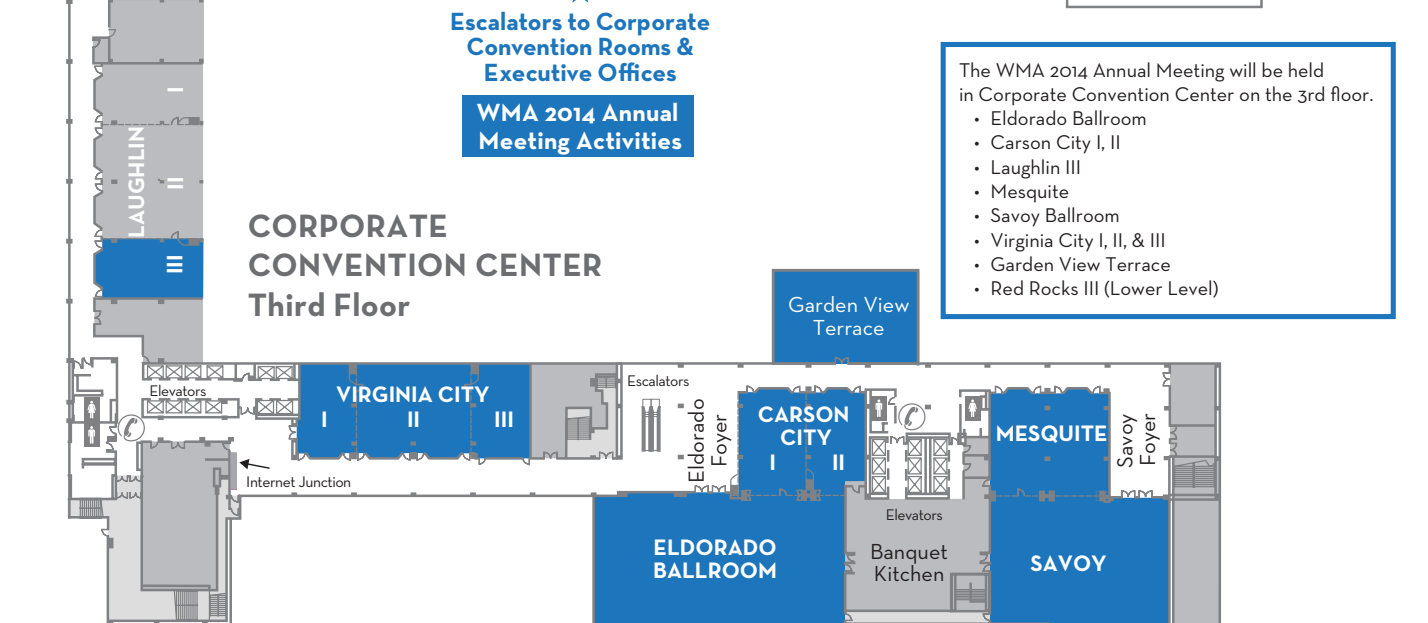 Escalators to Corporate
Convention Rooms &
Executive Offices
WMA 2014 Annual
Meeting Activities
The WMA 2014 Annual Meeting will be held
in Corporate Convention Center on the 3rd floor.
• Eldorado Ballroom
• Carson City I, II
• Laughlin III
• Mesquite
• Savoy Ballroom
• Virginia City I, II, & III
• Garden View Terrace
• Red Rocks III (Lower Level)
LAUGHLIN
I
II
III
CORPORATE
CONVENTION CENTER
Third Floor
Garden View
Terrace
Elevators
VIRGINIA CITY
I II III
Escalators
Eldorado
Foyer
CARSON
CITY
I II
MESQUITE
Savoy
Foyer
Internet Junction
Elevators
ELDORADO
BALLROOM
Banquet
Kitchen
SAVOY